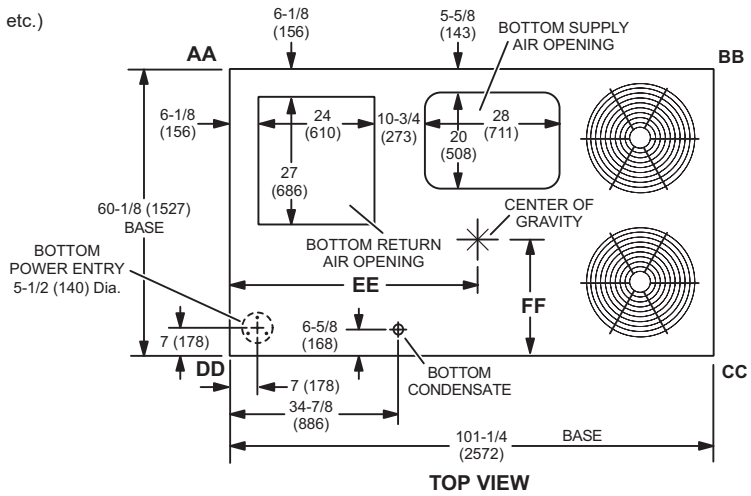 etc.)
6-1/8
(156)
5-5/8
(143)
BOTTOM SUPPLY
AIR OPENING
AA
BB
6-1/8
(156)
24
(610)
10-3/4
(273)
28
(711)
20
(508)
27
(686)
60-1/8 (1527)
BASE
CENTER OF
GRAVITY
BOTTOM
POWER ENTRY
5-1/2 (140) Dia.
BOTTOM RETURN
AIR OPENING
EE
FF
7 (178)
6-5/8
(168)
DD
7 (178)
BOTTOM
CONDENSATE
CC
34-7/8
(886)
101-1/4
(2572)
BASE
TOP VIEW